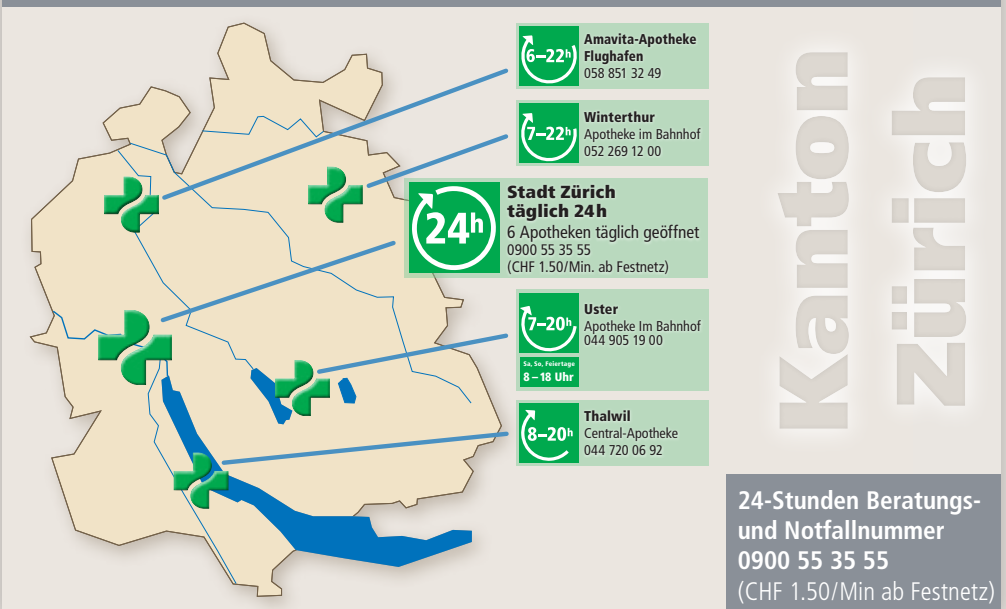 6–22h
Amavita-Apotheke
Flughafen
058 851 32 49
7–22h
Winterthur
Apotheke im Bahnhof
052 269 12 00
24h
Stadt Zürich
täglich 24h
6 Apotheken täglich geöffnet
0900 55 35 55
(CHF 1.50/Min. ab Festnetz)
7–20h
Sa, So, Feiertage
8–18 Uhr
Uster
Apotheke Im Bahnhof
044 905 19 00
8–20h
Thalwil
Central-Apotheke
044 720 06 92
Kanton
Zürich
24-Stunden Beratungs-
und Notfallnummer
0900 55 35 55
(CHF 1.50/Min ab Festnetz)